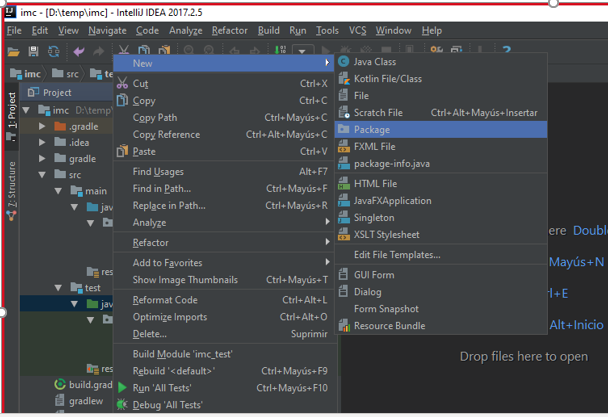 imc - [D:\temp\imc] - IntelliJ IDEA 2017.2.5
File Edit View Navigate Code Analyze Refactor Build Run Tools VCS Window Help
imc src
1: Project
Z: Structure
Project
imc D:\temp
.gradle
.idea
gradle
src
main
test
build.grad
gradlew
New
Cut Ctrl+X
Copy Ctrl+C
Copy Path Ctrl+Mayús+C
Copy Reference Ctrl+Alt+Mayús+C
Paste Ctrl+V
Find Usages Alt+F7
Find in Path... Ctrl+Mayús+F
Replace in Path... Ctrl+Mayús+R
Analyze
Refactor
Add to Favorites
Show Image Thumbnails Ctrl+Mayús+T
Reformat Code Ctrl+Alt+L
Optimize Imports Ctrl+Alt+O
Delete... Suprimir
Build Module 'imc_test'
Rebuild '<default>' Ctrl+Mayús+F9
Run 'All Tests' Ctrl+Mayús+F10
Debug 'All Tests'
Java Class
Kotlin File/Class
File
Scratch File Ctrl+Alt+Mayús+Insertar
Package
FXML File
package-info.java
HTML File
JavaFXApplication
Singleton
XSLT Stylesheet
Edit File Templates...
GUI Form
Dialog
Form Snapshot
Resource Bundle
ere Doubl
Mayús+N
l+E
Alt+Inicio
Drop files here to open